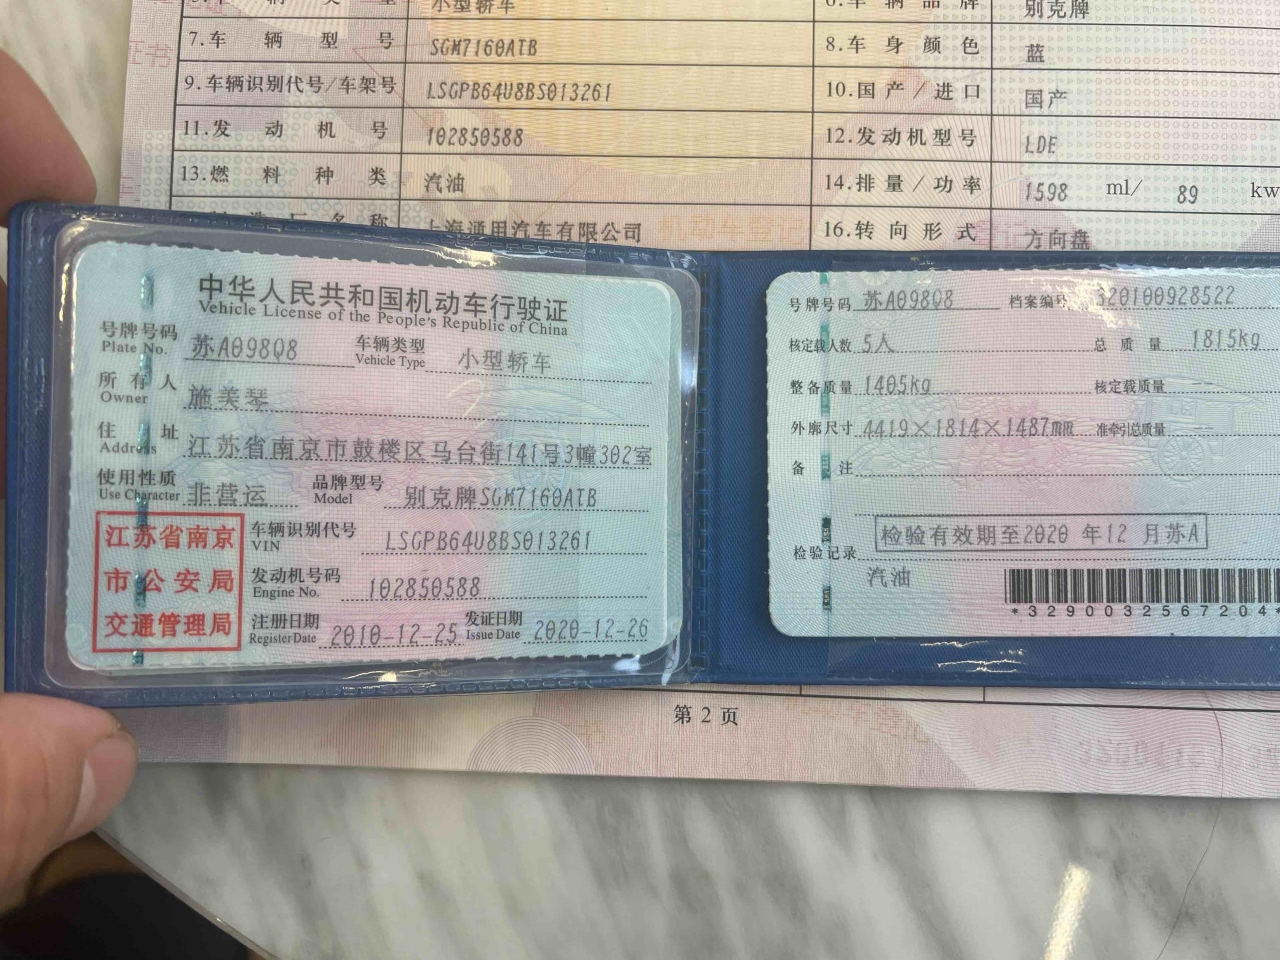 小型轿车
别克牌
7.车辆型号 SGM7160ATB 8.车身颜色 蓝
9.车辆识别代号/车架号 LSGPB64U8BS013261 10.国产/进口 国产
11.发动机号 102850588 12.发动机型号 LDE
13.燃料种类 汽油 14.排量/功率 1598 ml/ 89 kw
上海通用汽车有限公司 16.转向形式 方向盘
中华人民共和国机动车行驶证
Vehicle License of the People's Republic of China
号牌号码 苏A098Q8 车辆类型 小型轿车
Plate No. Vehicle Type
所有人 施美琴
Owner
住址 江苏省南京市鼓楼区马台街141号3幢302室
Address
使用性质 非营运 品牌型号 别克牌SGM7160ATB
Use Character Model
江苏省南京
市公安局
交通管理局
车辆识别代号 LSGPB64U8BS013261
VIN
发动机号码 102850588
Engine No.
注册日期 2010-12-25 发证日期 2020-12-26
Register Date Issue Date
号牌号码 苏A098Q8 档案编号 320100928522
核定载人数 5人 总质量 1815kg
整备质量 1405kg 核定载质量 --
外廓尺寸 4419×1814×1487mm 准牵引总质量 --
备注
检验有效期至2020 年12 月苏A
检验记录
汽油
*329003256720 4
第 2 页